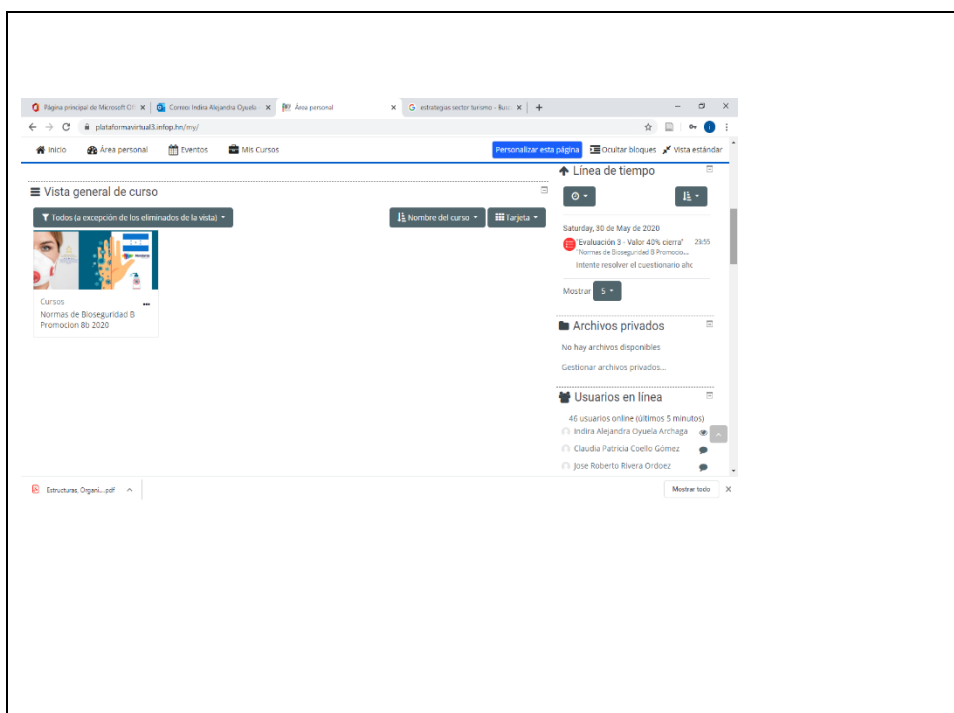 Página principal de Microsoft Off
Correo: Indira Alejandra Oyuela -
Área personal
estrategias sector turismo - Busc
plataformavirtual3.infop.hn/my/
Inicio
Área personal
Eventos
Mis Cursos
Personalizar esta página
Ocultar bloques
Vista estándar
Vista general de curso
Todos (a excepción de los eliminados de la vista)
Nombre del curso
Tarjeta
Cursos
Normas de Bioseguridad B
Promocion 8b 2020
Línea de tiempo
Saturday, 30 de May de 2020
"Evaluación 3 - Valor 40% cierra" 23:55
"Normas de Bioseguridad B Promocio...
Intente resolver el cuestionario aho
Mostrar 5
Archivos privados
No hay archivos disponibles
Gestionar archivos privados...
Usuarios en línea
46 usuarios online (últimos 5 minutos)
Indira Alejandra Oyuela Archaga
Claudia Patricia Coello Gómez
Jose Roberto Rivera Ordoez
Estructuras, Organi....pdf
Mostrar todo